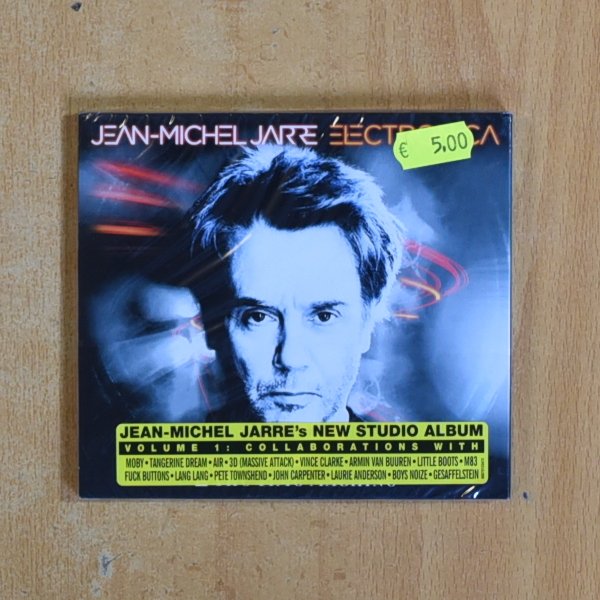 JEAN-MICHEL JARRE
€ 5,00
JEAN-MICHEL JARRE's NEW STUDIO ALBUM
VOLUME 1: COLLABORATIONS WITH
MOBY • TANGERINE DREAM • AIR • 3D (MASSIVE ATTACK) • VINCE CLARKE • ARMIN VAN BUUREN • LITTLE BOOTS • M83
FUCK BUTTONS • LANG LANG • PETE TOWNSHEND • JOHN CARPENTER • LAURIE ANDERSON • BOYS NOIZE • GESAFFELSTEIN